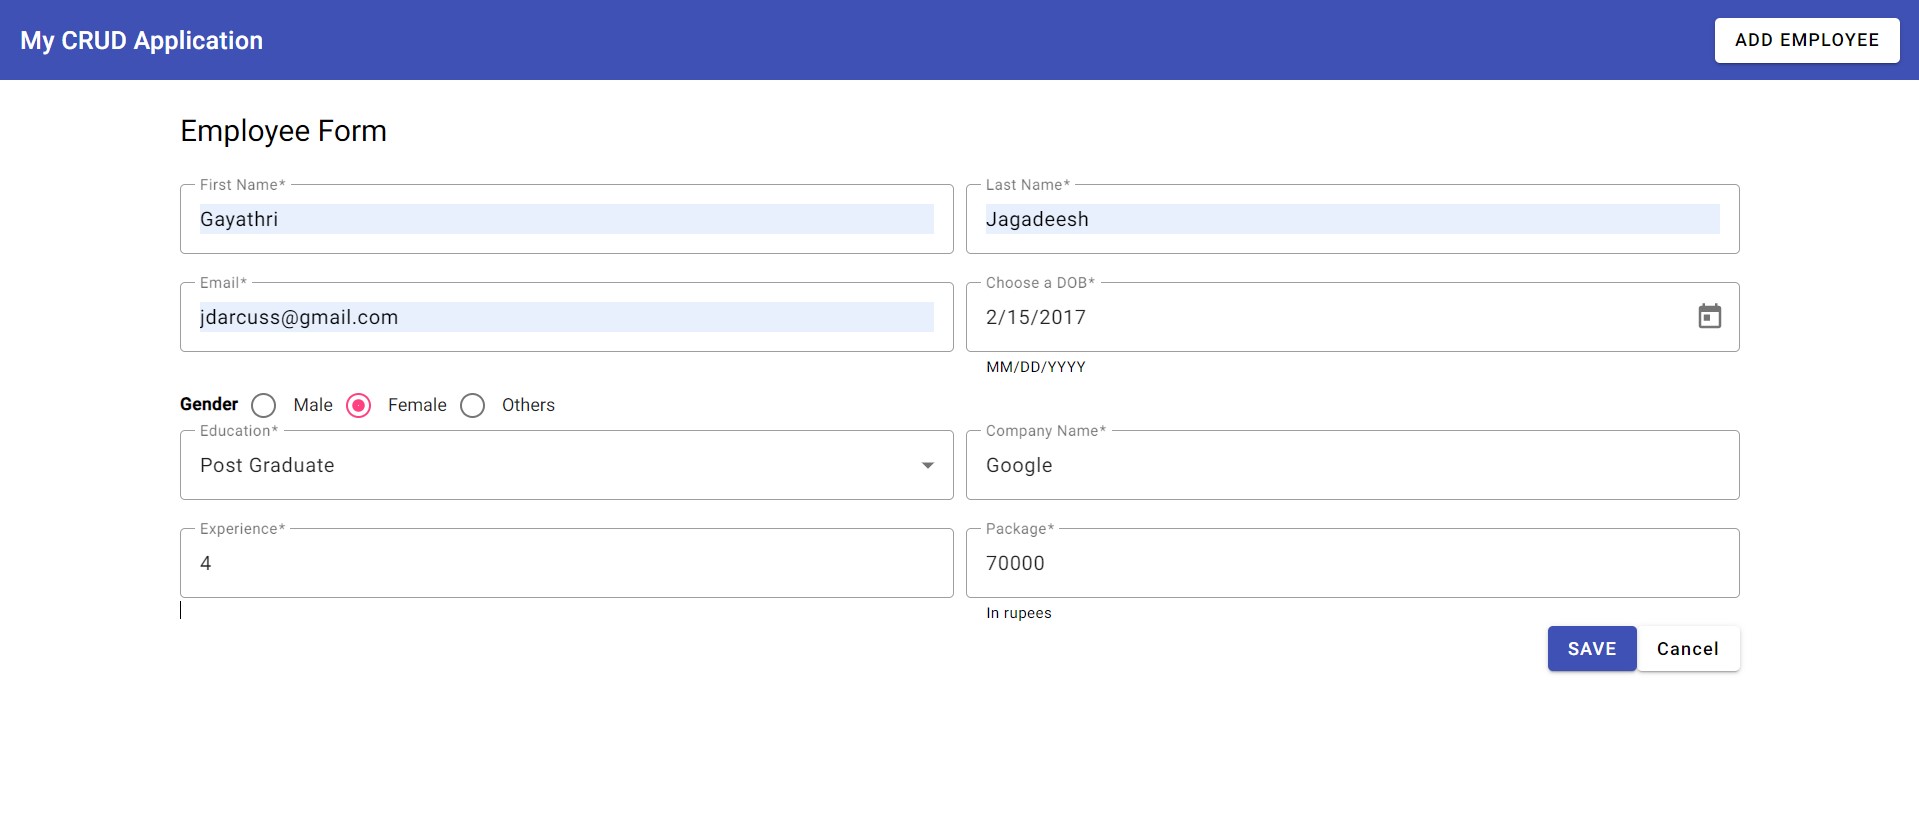 My CRUD Application
ADD EMPLOYEE
Employee Form
First Name*
Gayathri
Last Name*
Jagadeesh
Email*
jdarcuss@gmail.com
Choose a DOB*
2/15/2017
MM/DD/YYYY
Gender Male Female Others
Education*
Post Graduate
Company Name*
Google
Experience*
4
Package*
70000
In rupees
SAVE Cancel